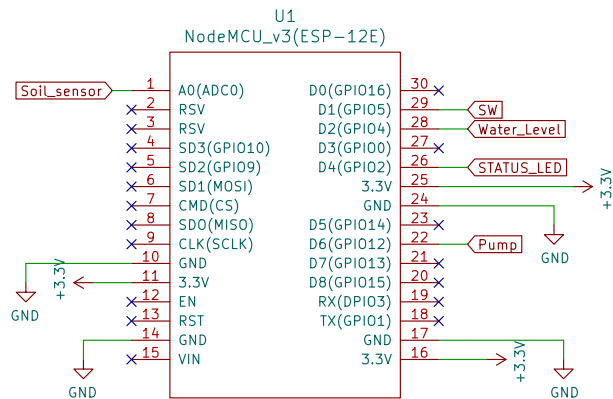 U1
NodeMCU_v3(ESP-12E)
Soil_sensor 1 A0(ADC0) D0(GPIO16) 30
2 RSV D1(GPIO5) 29 SW
3 RSV D2(GPIO4) 28 Water_Level
4 SD3(GPIO10) D3(GPIO0) 27
5 SD2(GPIO9) D4(GPIO2) 26 STATUS_LED
6 SD1(MOSI) 3.3V 25 +3.3V
7 CMD(CS) GND 24 GND
8 SDO(MISO) D5(GPIO14) 23
9 CLK(SCLK) D6(GPIO12) 22 Pump
GND 10 GND D7(GPIO13) 21
+3.3V 11 3.3V D8(GPIO15) 20
12 EN RX(DPIO3) 19
13 RST TX(GPIO1) 18
GND 14 GND GND 17 GND
15 VIN 3.3V 16 +3.3V